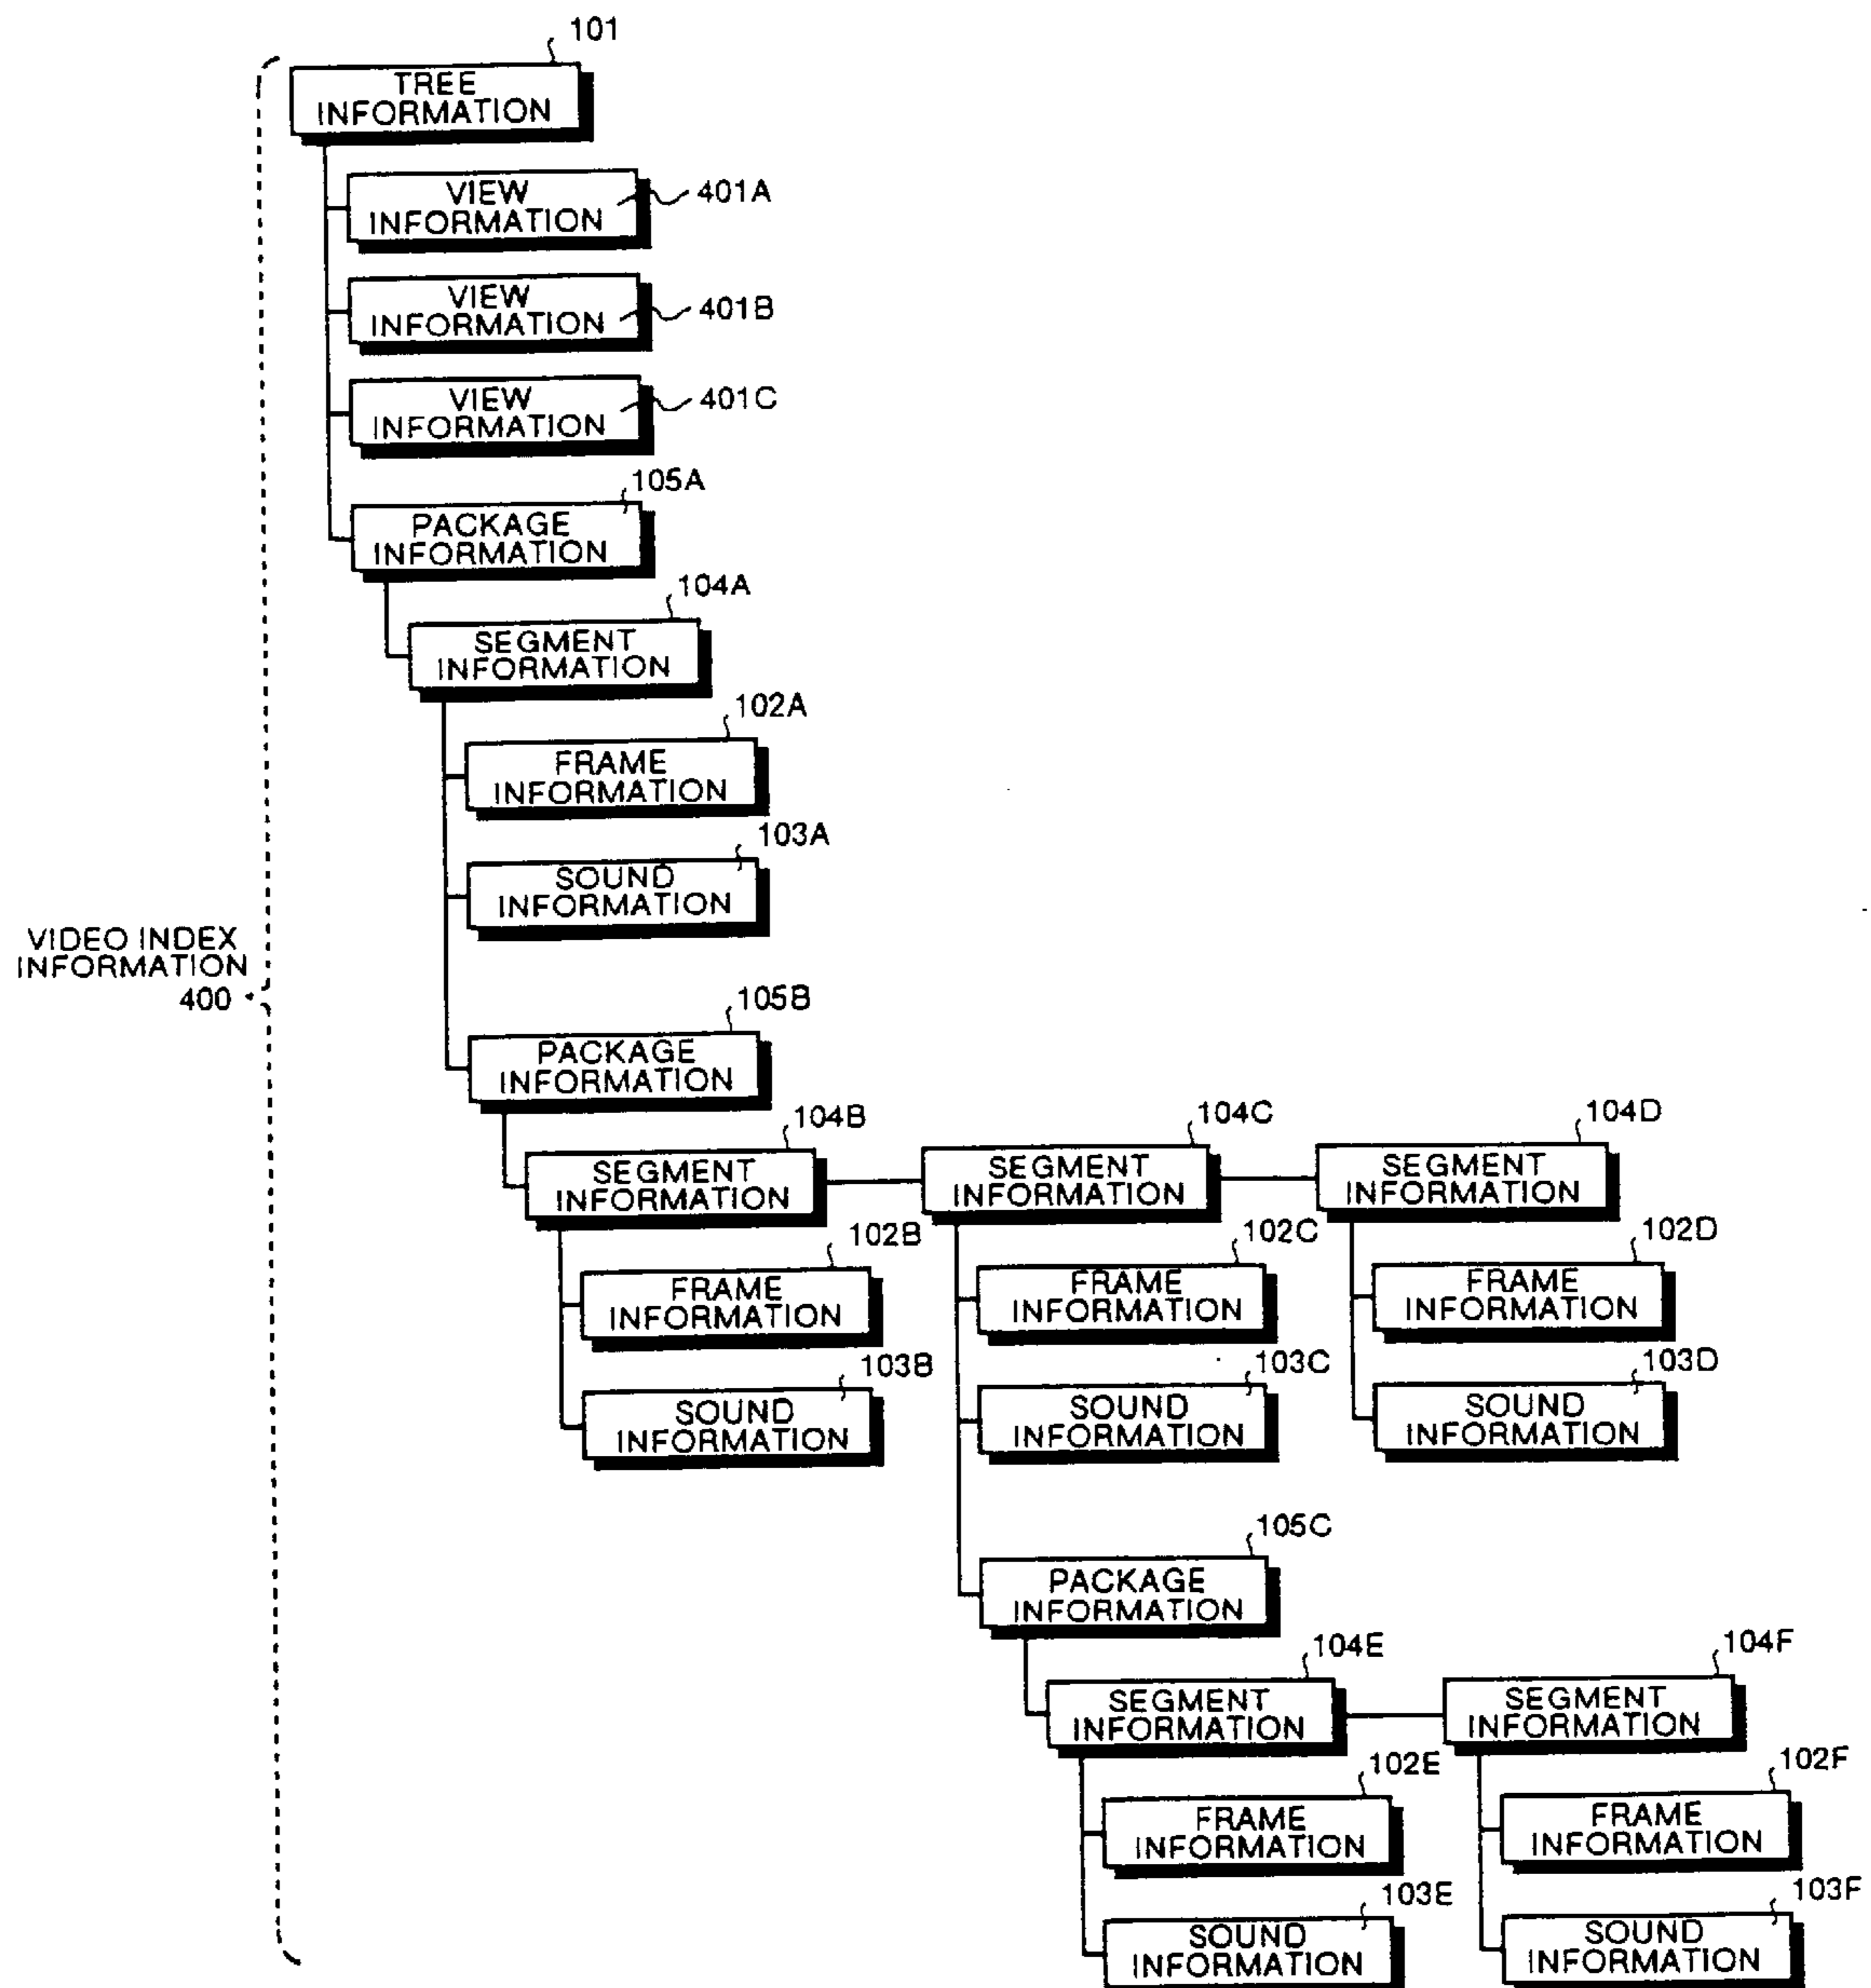 101
TREE
INFORMATION
VIEW
INFORMATION
401A
VIEW
INFORMATION
401B
VIEW
INFORMATION
401C
105A
PACKAGE
INFORMATION
104A
SEGMENT
INFORMATION
102A
FRAME
INFORMATION
103A
SOUND
INFORMATION
VIDEO INDEX
INFORMATION
400
105B
PACKAGE
INFORMATION
104B
SEGMENT
INFORMATION
104C
SEGMENT
INFORMATION
104D
SEGMENT
INFORMATION
102B
FRAME
INFORMATION
102C
FRAME
INFORMATION
102D
FRAME
INFORMATION
103B
SOUND
INFORMATION
103C
SOUND
INFORMATION
103D
SOUND
INFORMATION
105C
PACKAGE
INFORMATION
104E
SEGMENT
INFORMATION
104F
SEGMENT
INFORMATION
102E
FRAME
INFORMATION
102F
FRAME
INFORMATION
103E
SOUND
INFORMATION
103F
SOUND
INFORMATION